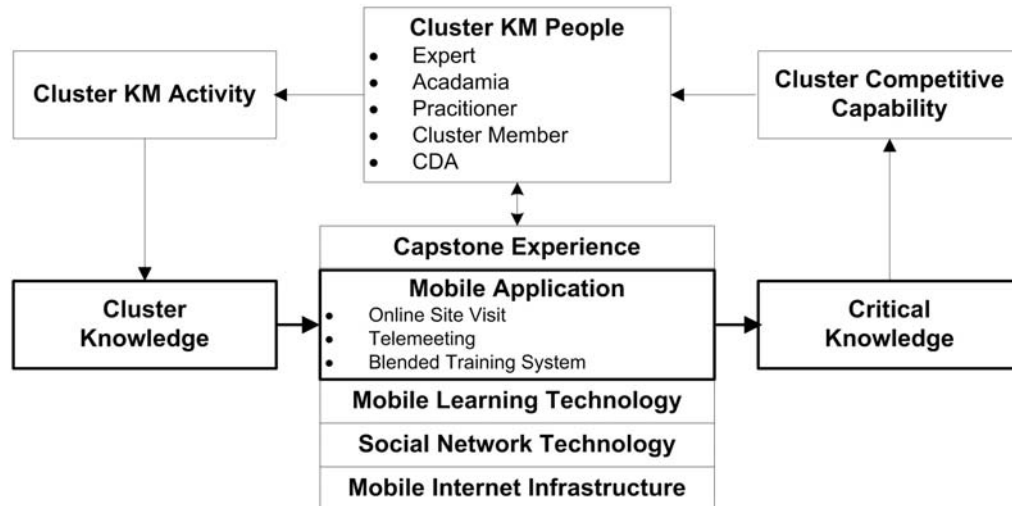 Cluster KM People
• Expert
• Acadamia
• Pracitioner
• Cluster Member
• CDA
Cluster KM Activity
Cluster Competitive
Capability
Capstone Experience
Cluster
Knowledge
Mobile Application
• Online Site Visit
• Telemeeting
• Blended Training System
Critical
Knowledge
Mobile Learning Technology
Social Network Technology
Mobile Internet Infrastructure